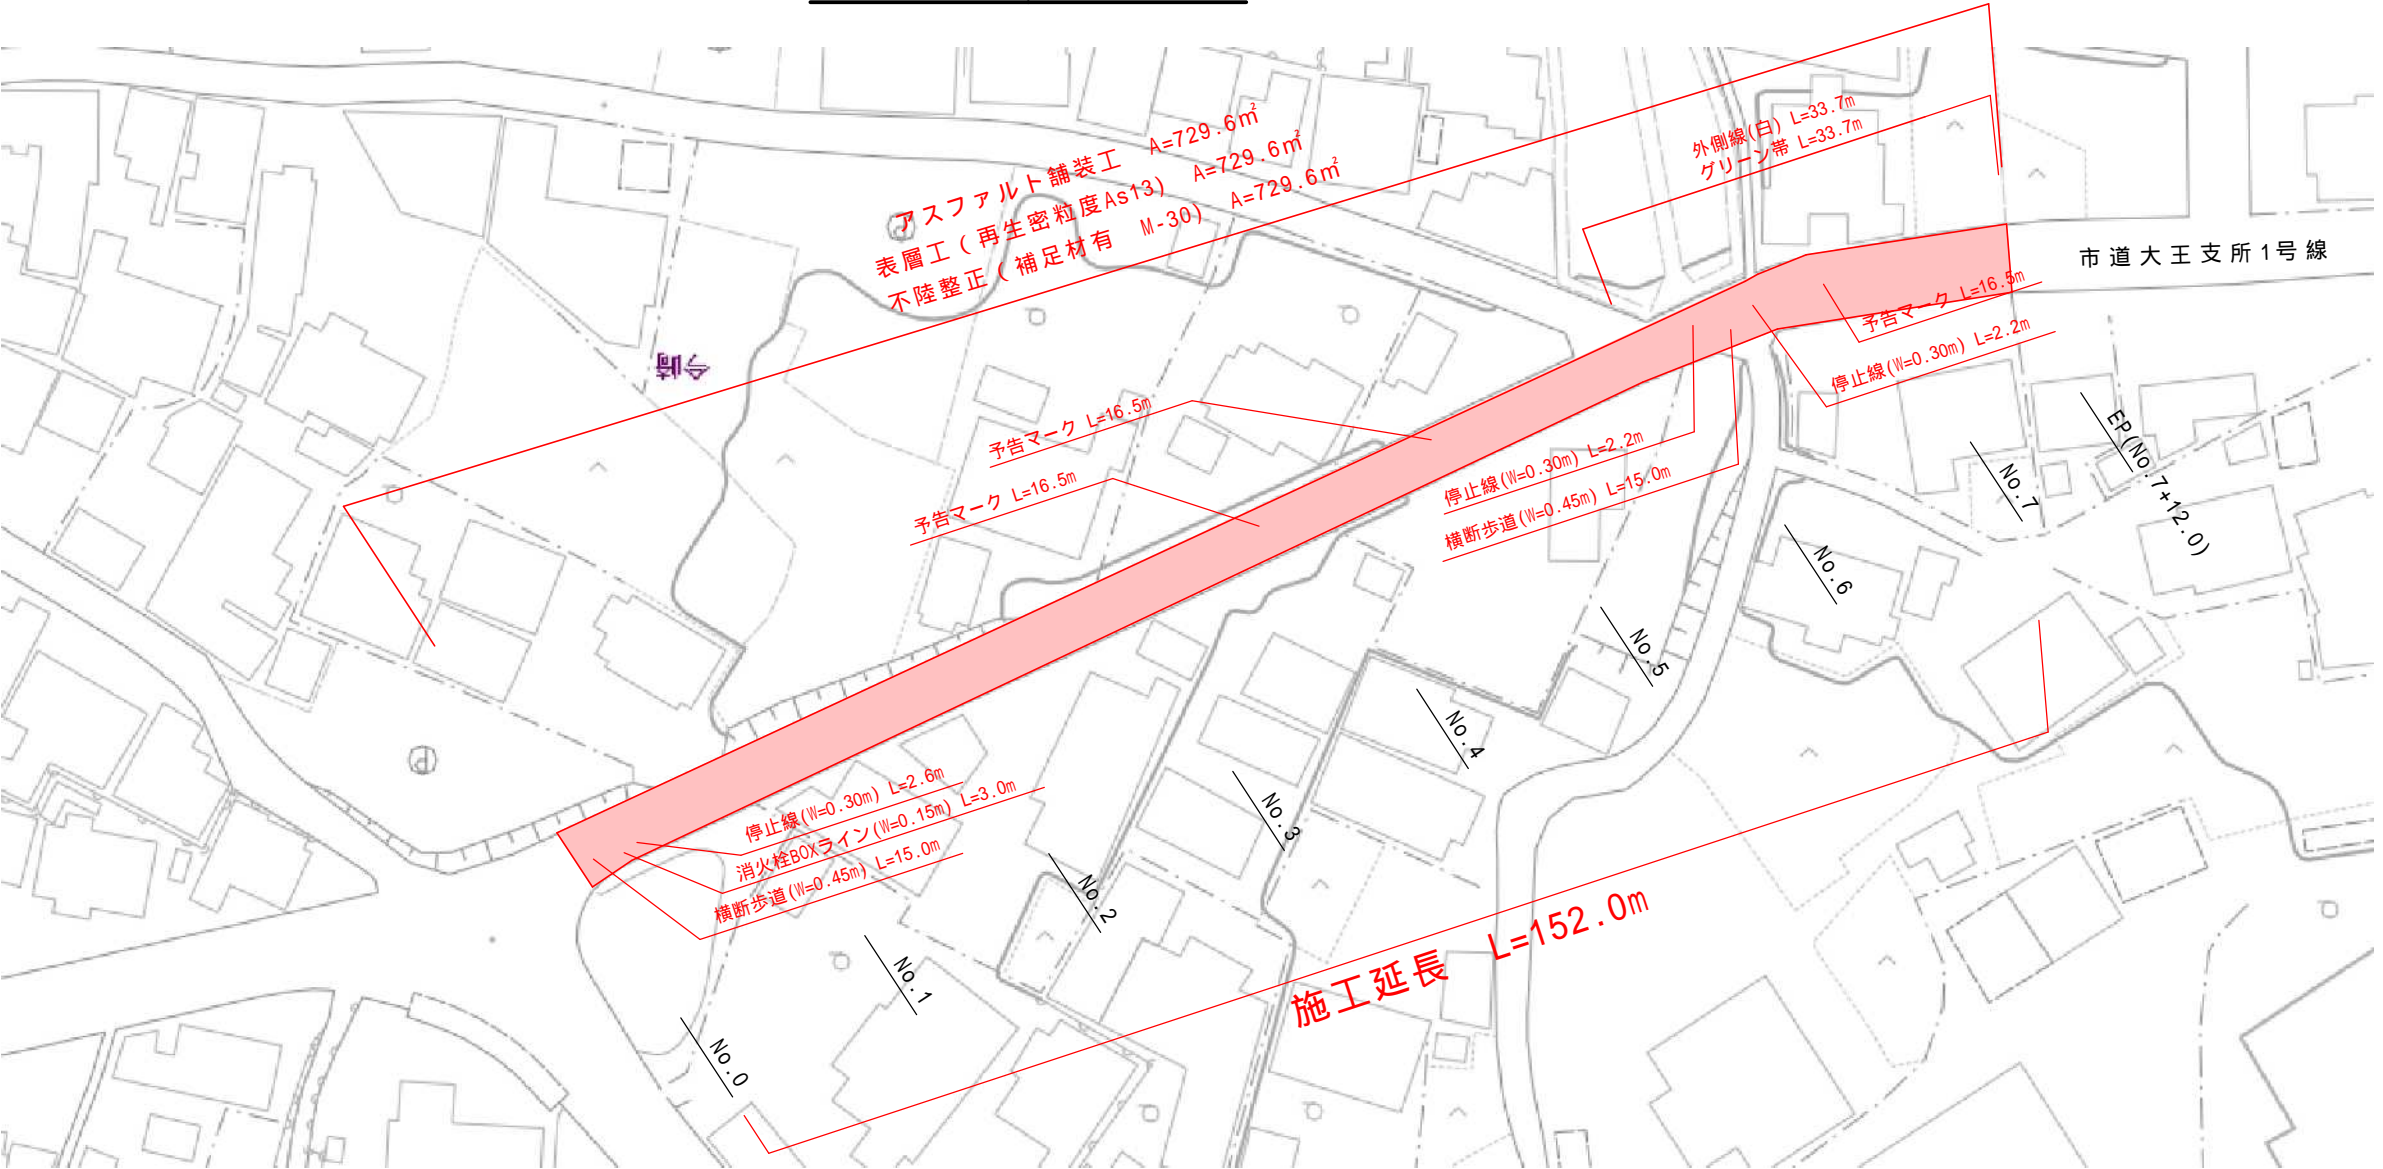 アスファルト舗装工 A=729.6㎡
表層工(再生密粒度As13) A=729.6㎡
不陸整正(補足材有 M-30) A=729.6㎡
外側線(白) L=33.7m
グリーン帯 L=33.7m
市道大王支所1号線
予告マーク L=16.5m
停止線(W=0.30m) L=2.2m
今崎
予告マーク L=16.5m
予告マーク L=16.5m
停止線(W=0.30m) L=2.2m
横断歩道(W=0.45m) L=15.0m
停止線(W=0.30m) L=2.6m
消火栓BOXライン(W=0.15m) L=3.0m
横断歩道(W=0.45m) L=15.0m
No.0
No.1
No.2
No.3
No.4
No.5
No.6
No.7
EP(No.7+12.0)
施工延長 L=152.0m